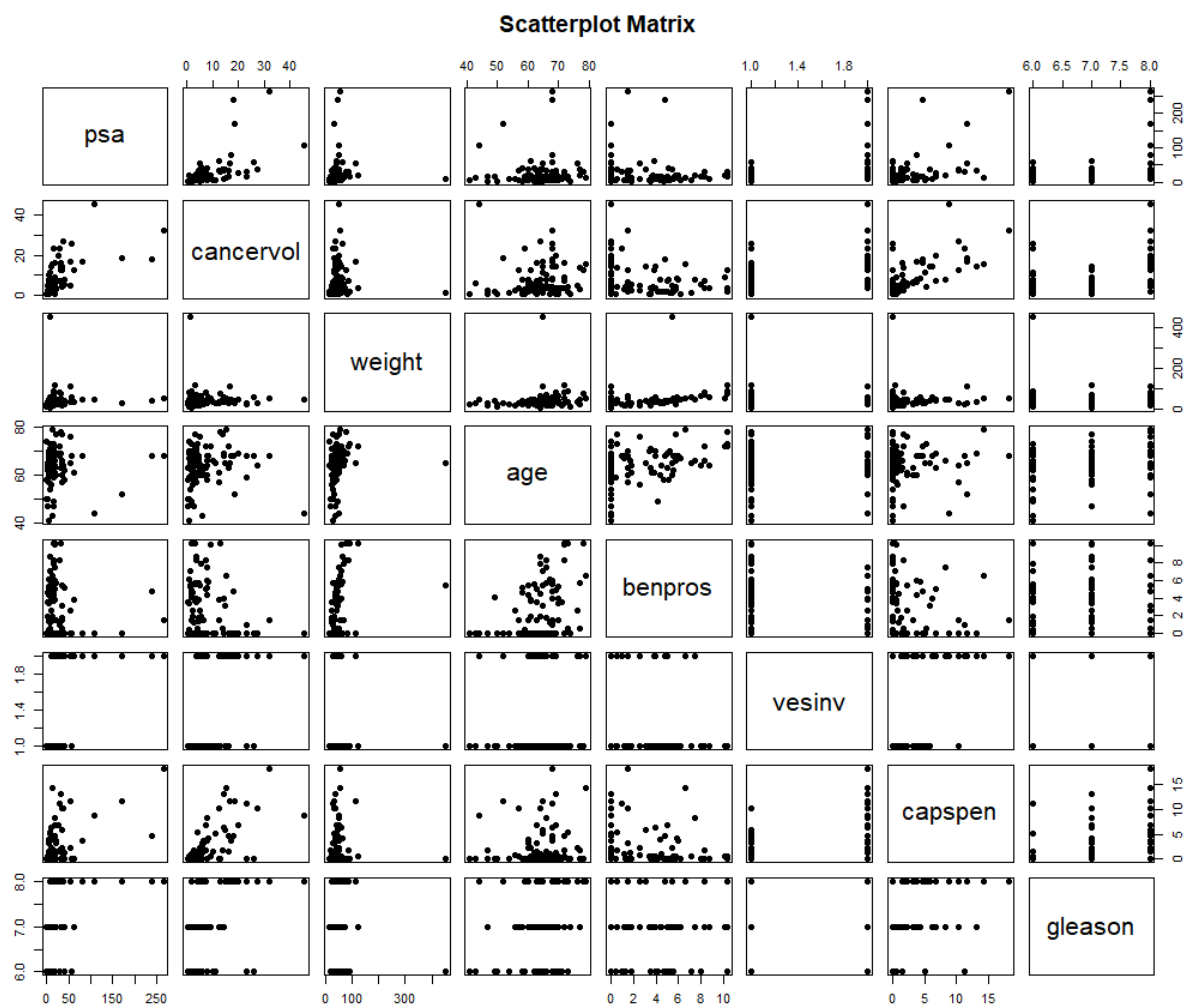 Scatterplot Matrix
0 10 20 30 40
40 50 60 70 80
1.0 1.4 1.8
6.0 6.5 7.0 7.5 8.0
psa
0 100 200
0 20 40
cancervol
weight
0 200 400
40 60 80
age
benpros
0 2 4 6 8
1.0 1.4 1.8
vesinv
capspen
0 5 10 15
6.0 7.0 8.0
gleason
0 50 150 250
0 100 300
0 2 4 6 8 10
0 5 10 15